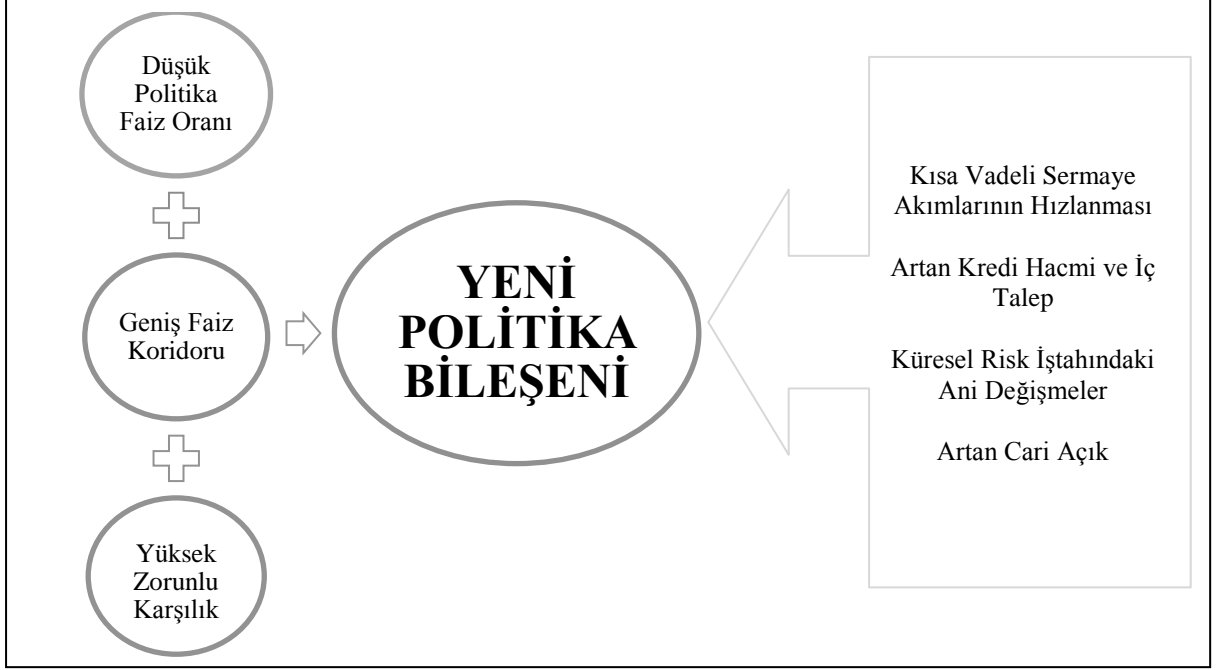 Düşük
Politika
Faiz Oranı
Geniş Faiz
Koridoru
Yüksek
Zorunlu
Karşılık
YENİ
POLİTİKA
BİLEŞENİ
Kısa Vadeli Sermaye
Akımlarının Hızlanması
Artan Kredi Hacmi ve İç
Talep
Küresel Risk İştahındaki
Ani Değişmeler
Artan Cari Açık